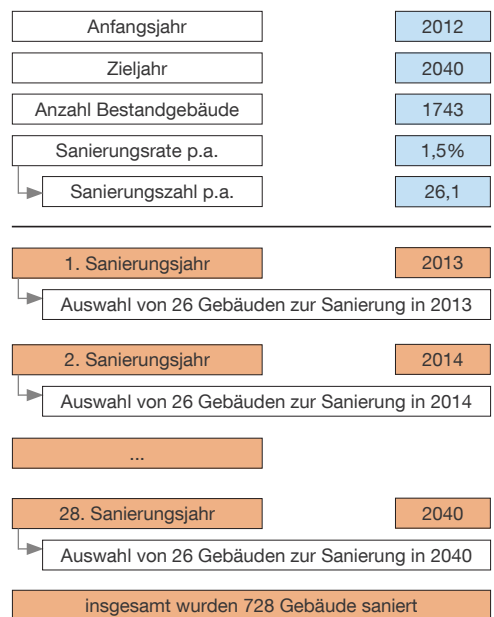 Anfangsjahr 2012
Zieljahr 2040
Anzahl Bestandgebäude 1743
Sanierungsrate p.a. 1,5%
Sanierungszahl p.a. 26,1
1. Sanierungsjahr 2013
Auswahl von 26 Gebäuden zur Sanierung in 2013
2. Sanierungsjahr 2014
Auswahl von 26 Gebäuden zur Sanierung in 2014
...
28. Sanierungsjahr 2040
Auswahl von 26 Gebäuden zur Sanierung in 2040
insgesamt wurden 728 Gebäude saniert